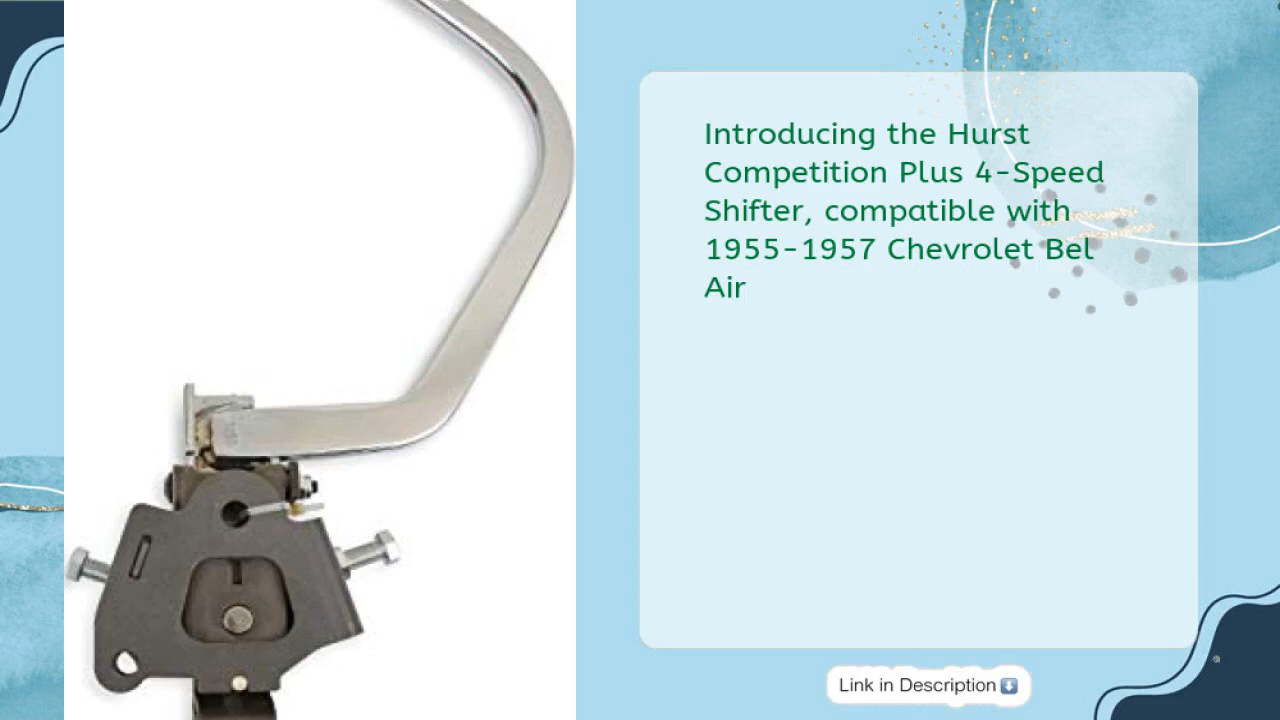 Introducing the Hurst
Competition Plus 4-Speed
Shifter, compatible with
1955-1957 Chevrolet Bel
Air
Link in Description⬇️